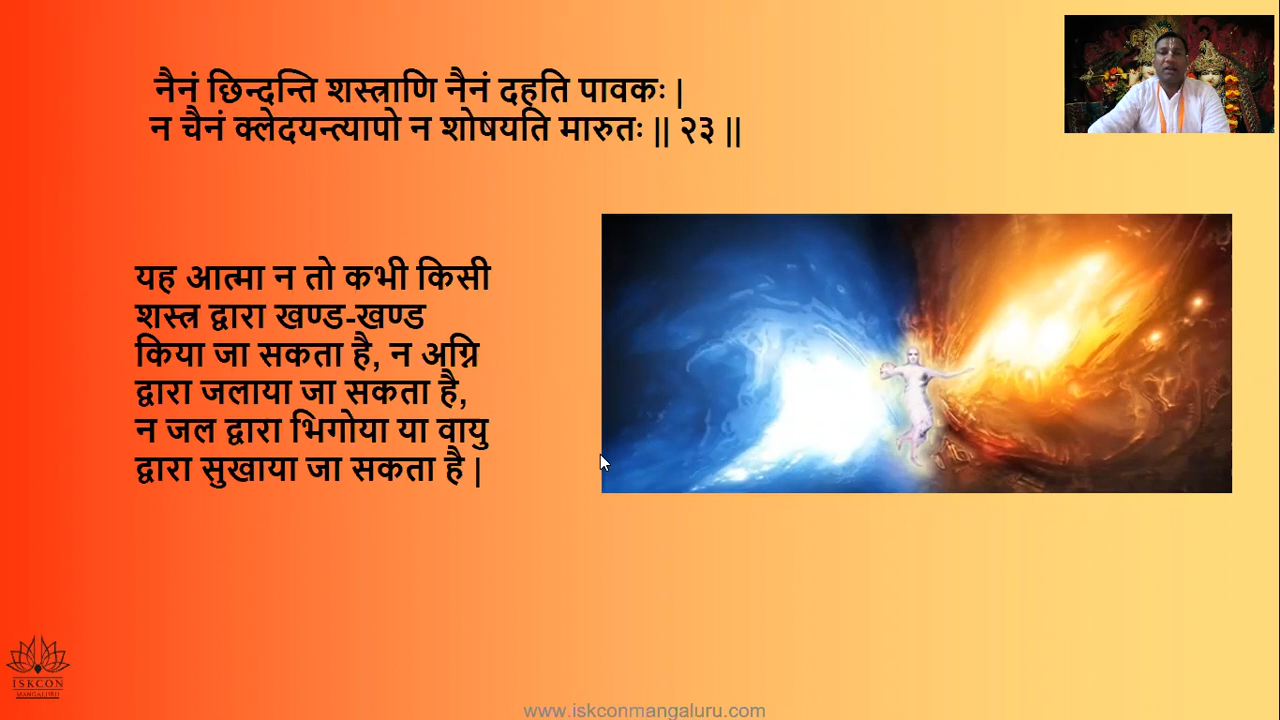 नैनं छिन्दन्ति शस्त्राणि नैनं दहति पावकः |
न चैनं क्लेदयन्त्यापो न शोषयति मारुतः || २३ ||
यह आत्मा न तो कभी किसी
शस्त्र द्वारा खण्ड-खण्ड
किया जा सकता है, न अग्नि
द्वारा जलाया जा सकता है,
न जल द्वारा भिगोया या वायु
द्वारा सुखाया जा सकता है |
ISKCON
MANGALURU
www.iskconmangaluru.com